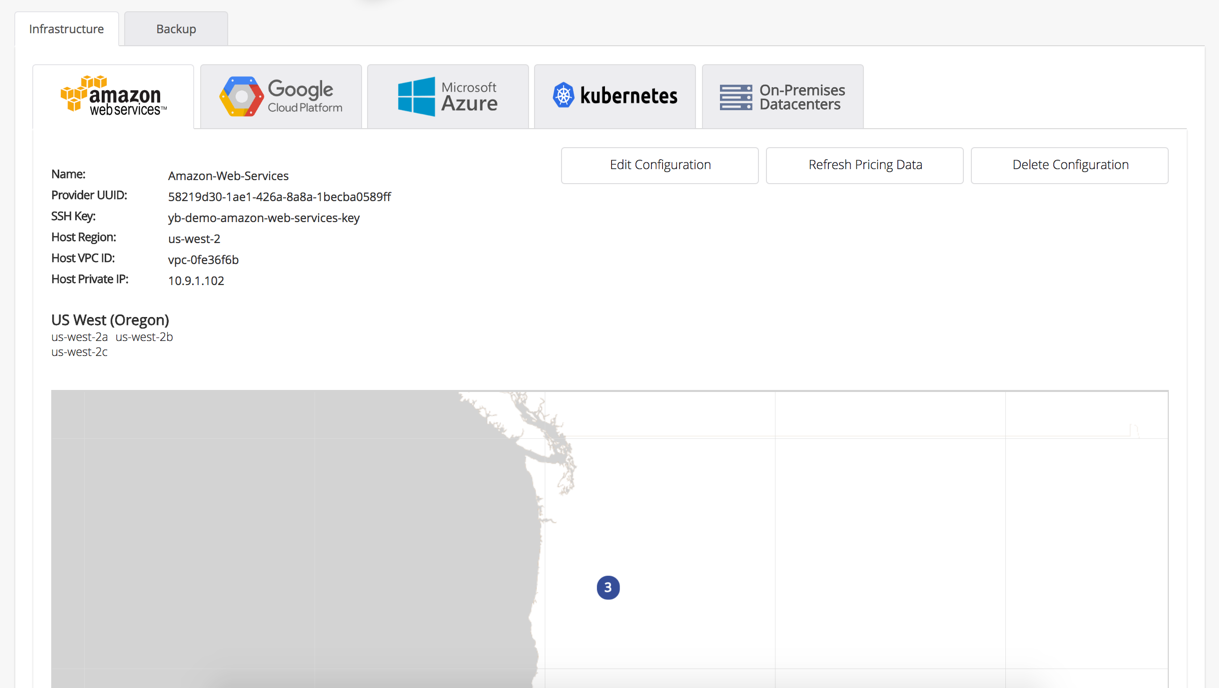 Infrastructure
Backup
amazon
webservices™
Google
Cloud Platform
Microsoft
Azure
kubernetes
On-Premises
Datacenters
Edit Configuration
Refresh Pricing Data
Delete Configuration
Name: Amazon-Web-Services
Provider UUID: 58219d30-1ae1-426a-8a8a-1becba0589ff
SSH Key: yb-demo-amazon-web-services-key
Host Region: us-west-2
Host VPC ID: vpc-0fe36f6b
Host Private IP: 10.9.1.102
US West (Oregon)
us-west-2a us-west-2b
us-west-2c
3